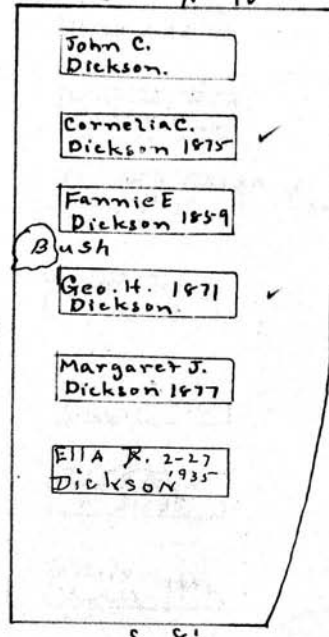 John C.
Dickson.
Cornelia C.
Dickson 1875
Fannie E
Dickson 1859
Bush
Geo. H. 1871
Dickson
Margaret J.
Dickson 1877
Ella R. 2-27
Dickson 1935